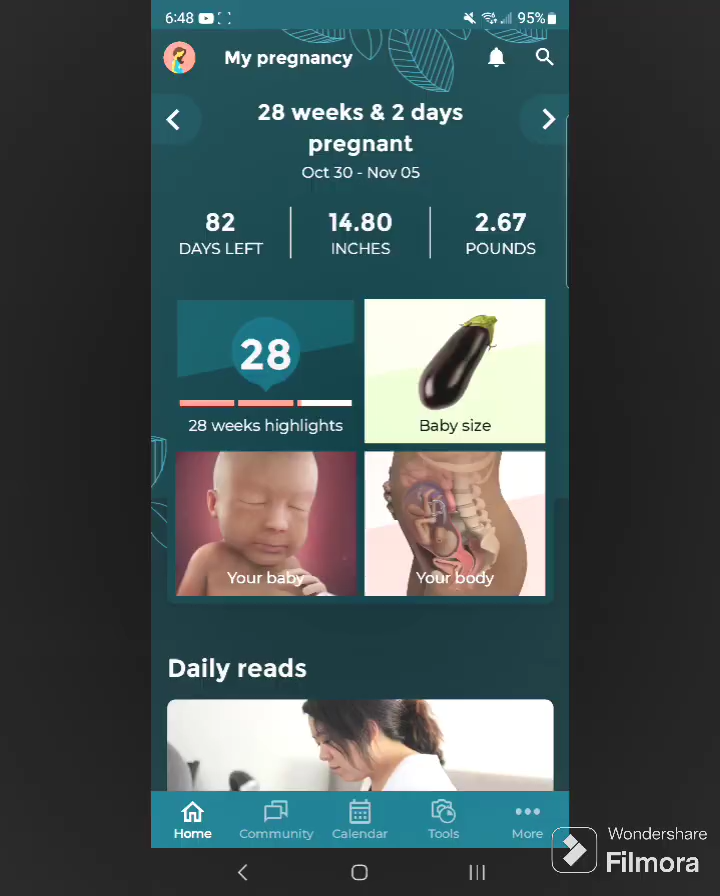 6:48
95%
My pregnancy
28 weeks & 2 days
pregnant
Oct 30 - Nov 05
82
DAYS LEFT
14.80
INCHES
2.67
POUNDS
28
28 weeks highlights
Baby size
Your baby
Your body
Daily reads
Home
Community
Calendar
Tools
More
Wondershare
Filmora